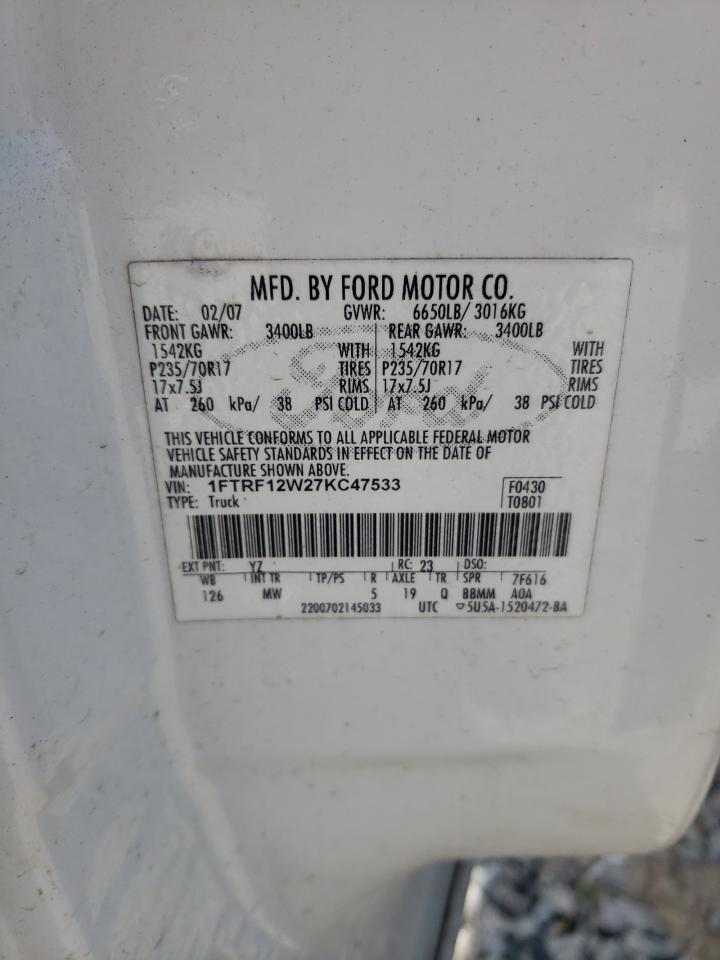 MFD. BY FORD MOTOR CO.
DATE: 02/07 GVWR: 6650LB/ 3016KG
FRONT GAWR: 3400LB REAR GAWR: 3400LB
1542KG WITH 1542KG WITH
P235/70R17 TIRES P235/70R17 TIRES
17x7.5J RIMS 17x7.5J RIMS
AT 260 kPa/ 38 PSI COLD AT 260 kPa/ 38 PSI COLD
Ford
THIS VEHICLE CONFORMS TO ALL APPLICABLE FEDERAL MOTOR
VEHICLE SAFETY STANDARDS IN EFFECT ON THE DATE OF
MANUFACTURE SHOWN ABOVE.
VIN: 1FTRF12W27KC47533 F0430
TYPE: Truck T0801
EXT PNT: YZ RC: 23 DSO:
WB INT TR TP/PS R AXLE TR SPR 7F616
126 MW 5 19 Q BBMM A0A
2200702145033 UTC ▽5U5A-1520472-BA